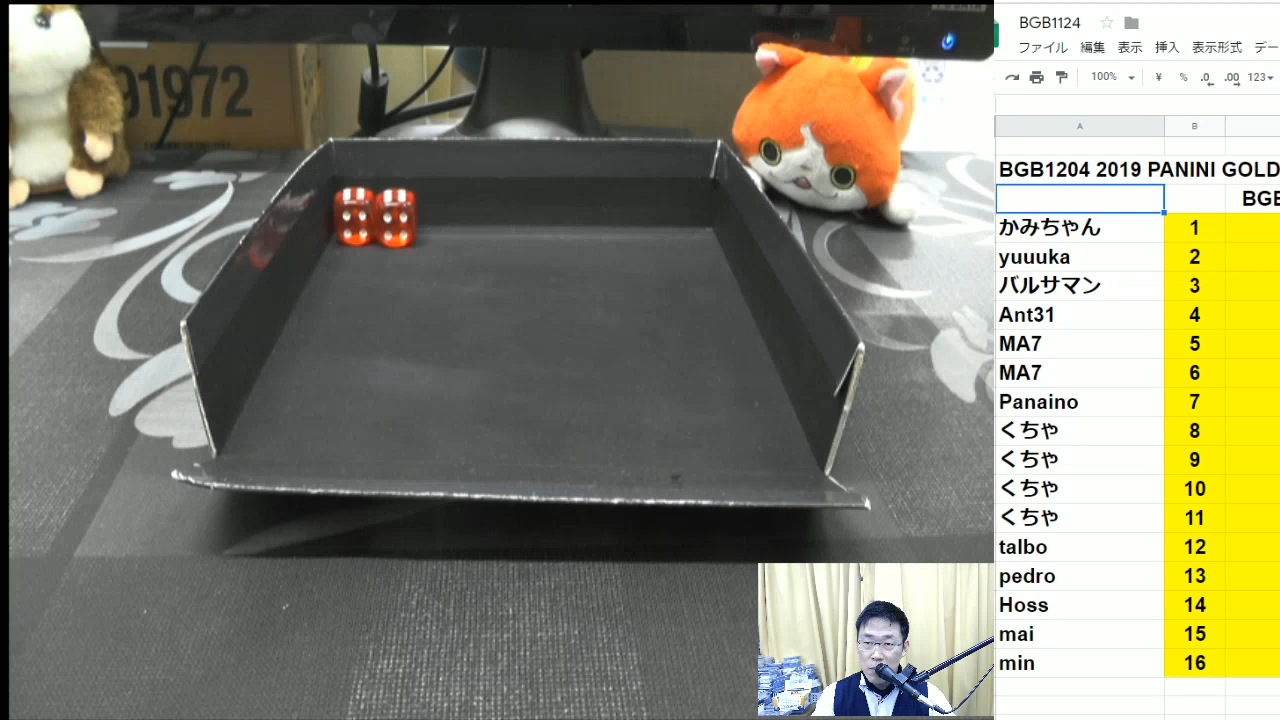 91972
BGB1124
ファイル 編集 表示 挿入 表示形式 デー
100% ¥ % .0 .00 123
A B
BGB1204 2019 PANINI GOLD
BGB
かみちゃん 1
yuuuka 2
バルサマン 3
Ant31 4
MA7 5
MA7 6
Panaino 7
くちゃ 8
くちゃ 9
くちゃ 10
くちゃ 11
talbo 12
pedro 13
Hoss 14
mai 15
min 16